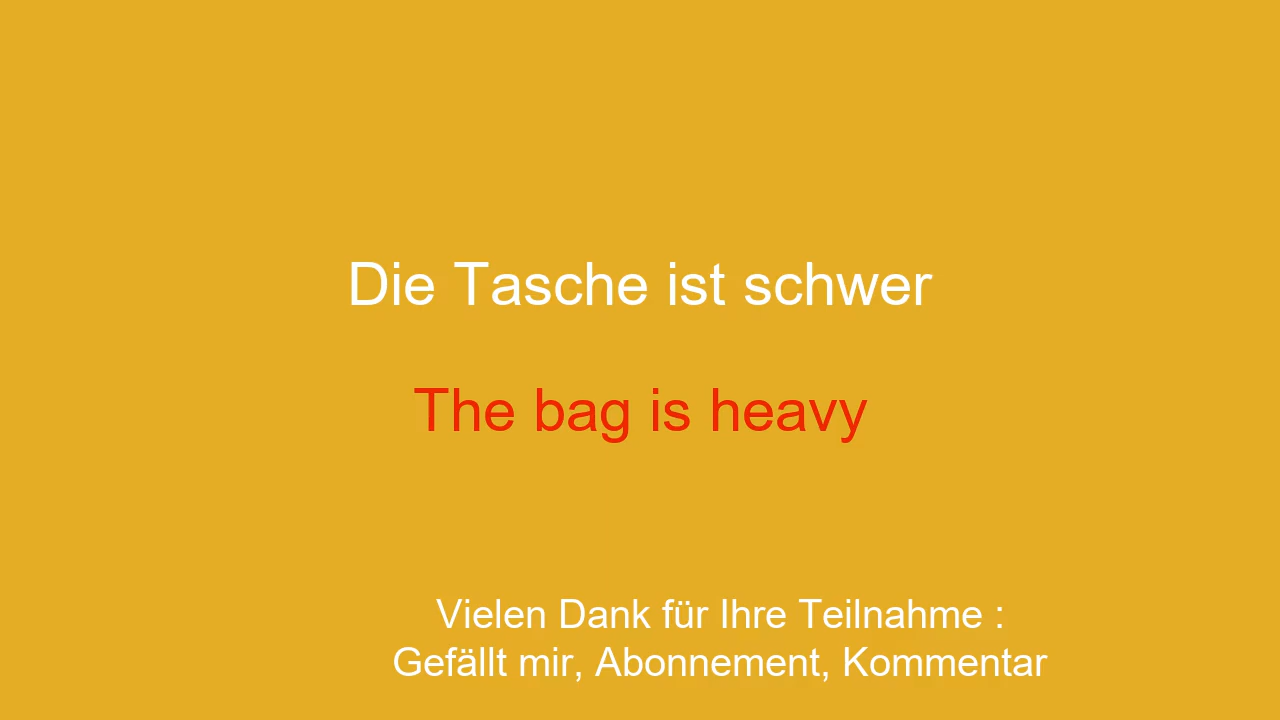 Die Tasche ist schwer
The bag is heavy
Vielen Dank für Ihre Teilnahme :
Gefällt mir, Abonnement, Kommentar